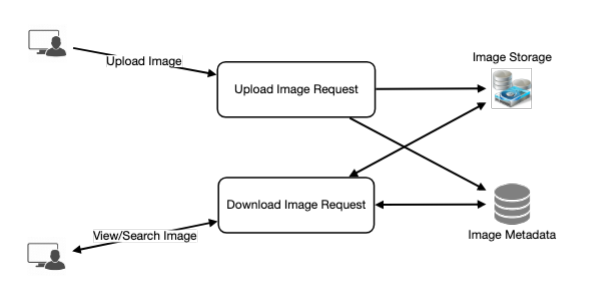 Image Storage
Upload Image
Upload Image Request
Download Image Request
View/Search Image
Image Metadata